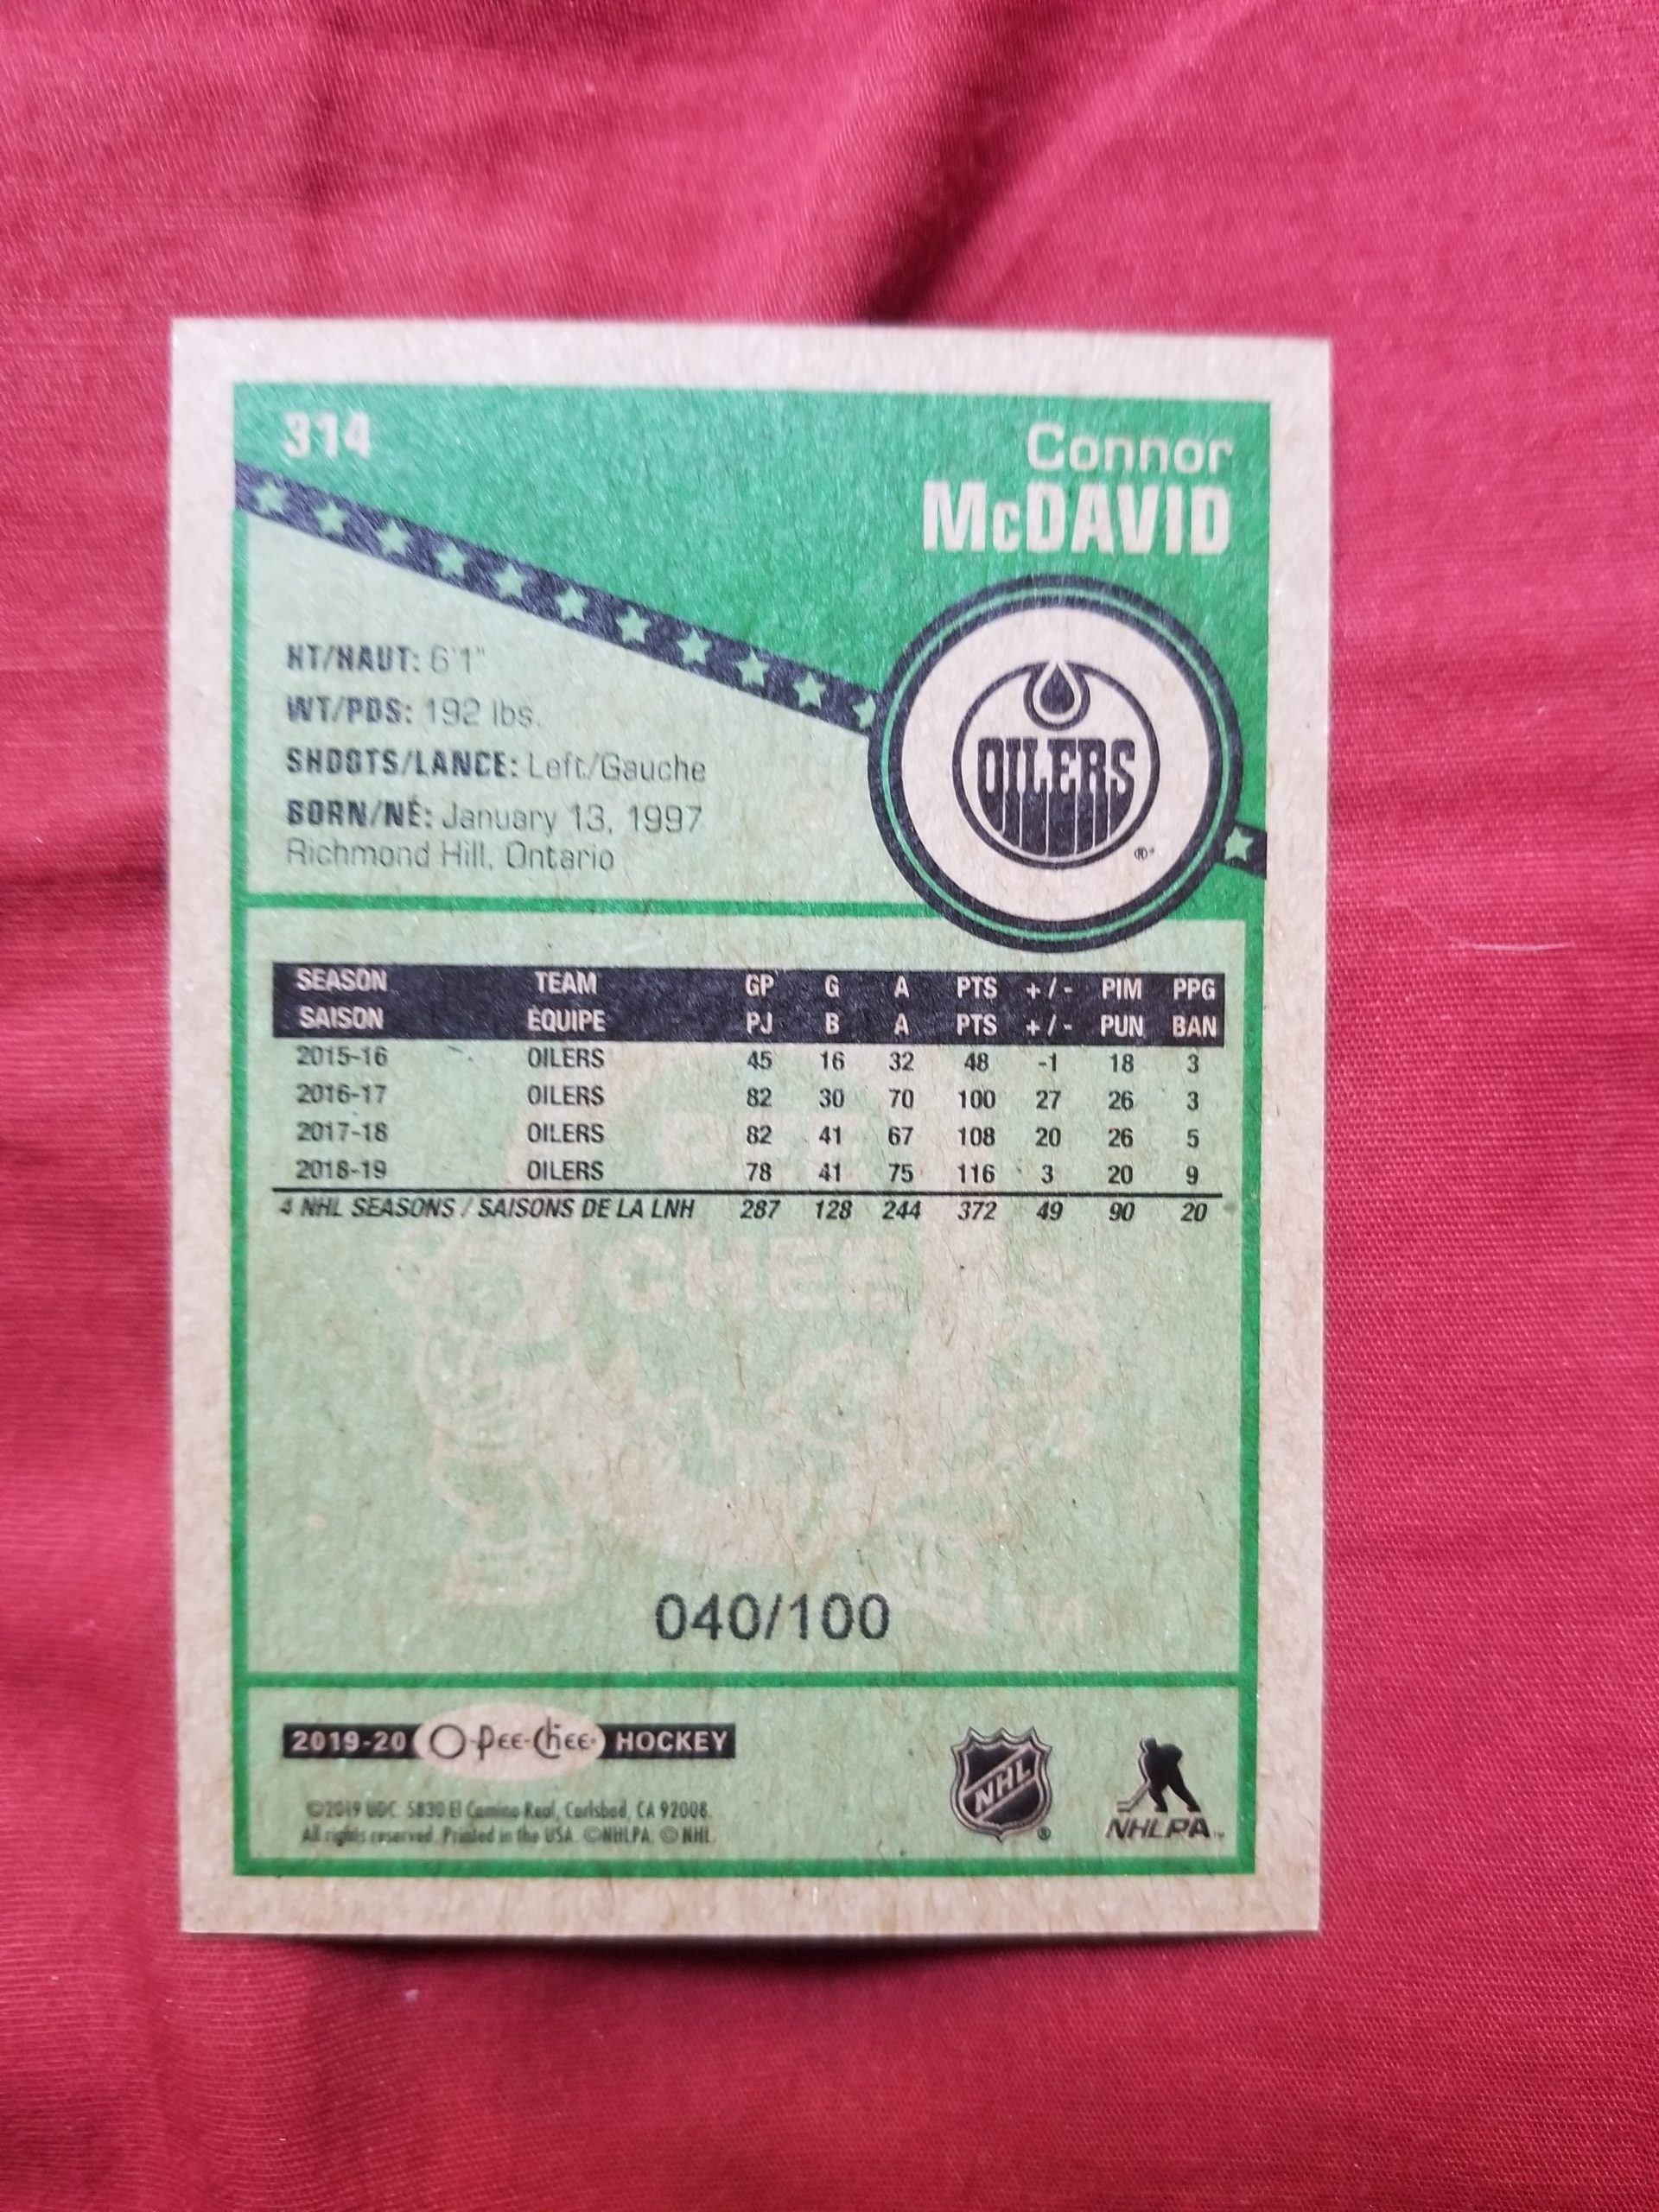 314
Connor
McDAVID
HT/HAUT: 6'1"
WT/PDS: 192 lbs.
SHOOTS/LANCE: Left/Gauche
BORN/NÉ: January 13, 1997
Richmond Hill, Ontario
OILERS
®
SEASON TEAM GP G A PTS +/- PIM PPG
SAISON ÉQUIPE PJ B A PTS +/- PUN BAN
2015-16 OILERS 45 16 32 48 -1 18 3
2016-17 OILERS 82 30 70 100 27 26 3
2017-18 OILERS 82 41 67 108 20 26 5
2018-19 OILERS 78 41 75 116 3 20 9
4 NHL SEASONS / SAISONS DE LA LNH 287 128 244 372 49 90 20
PEE
CHEE
040/100
2019-20 O-Pee-Chee HOCKEY
NHL ®
NHLPA™
©2019 UDC. 5830 El Camino Real, Carlsbad, CA 92008.
All rights reserved. Printed in the USA. ©NHLPA. © NHL.